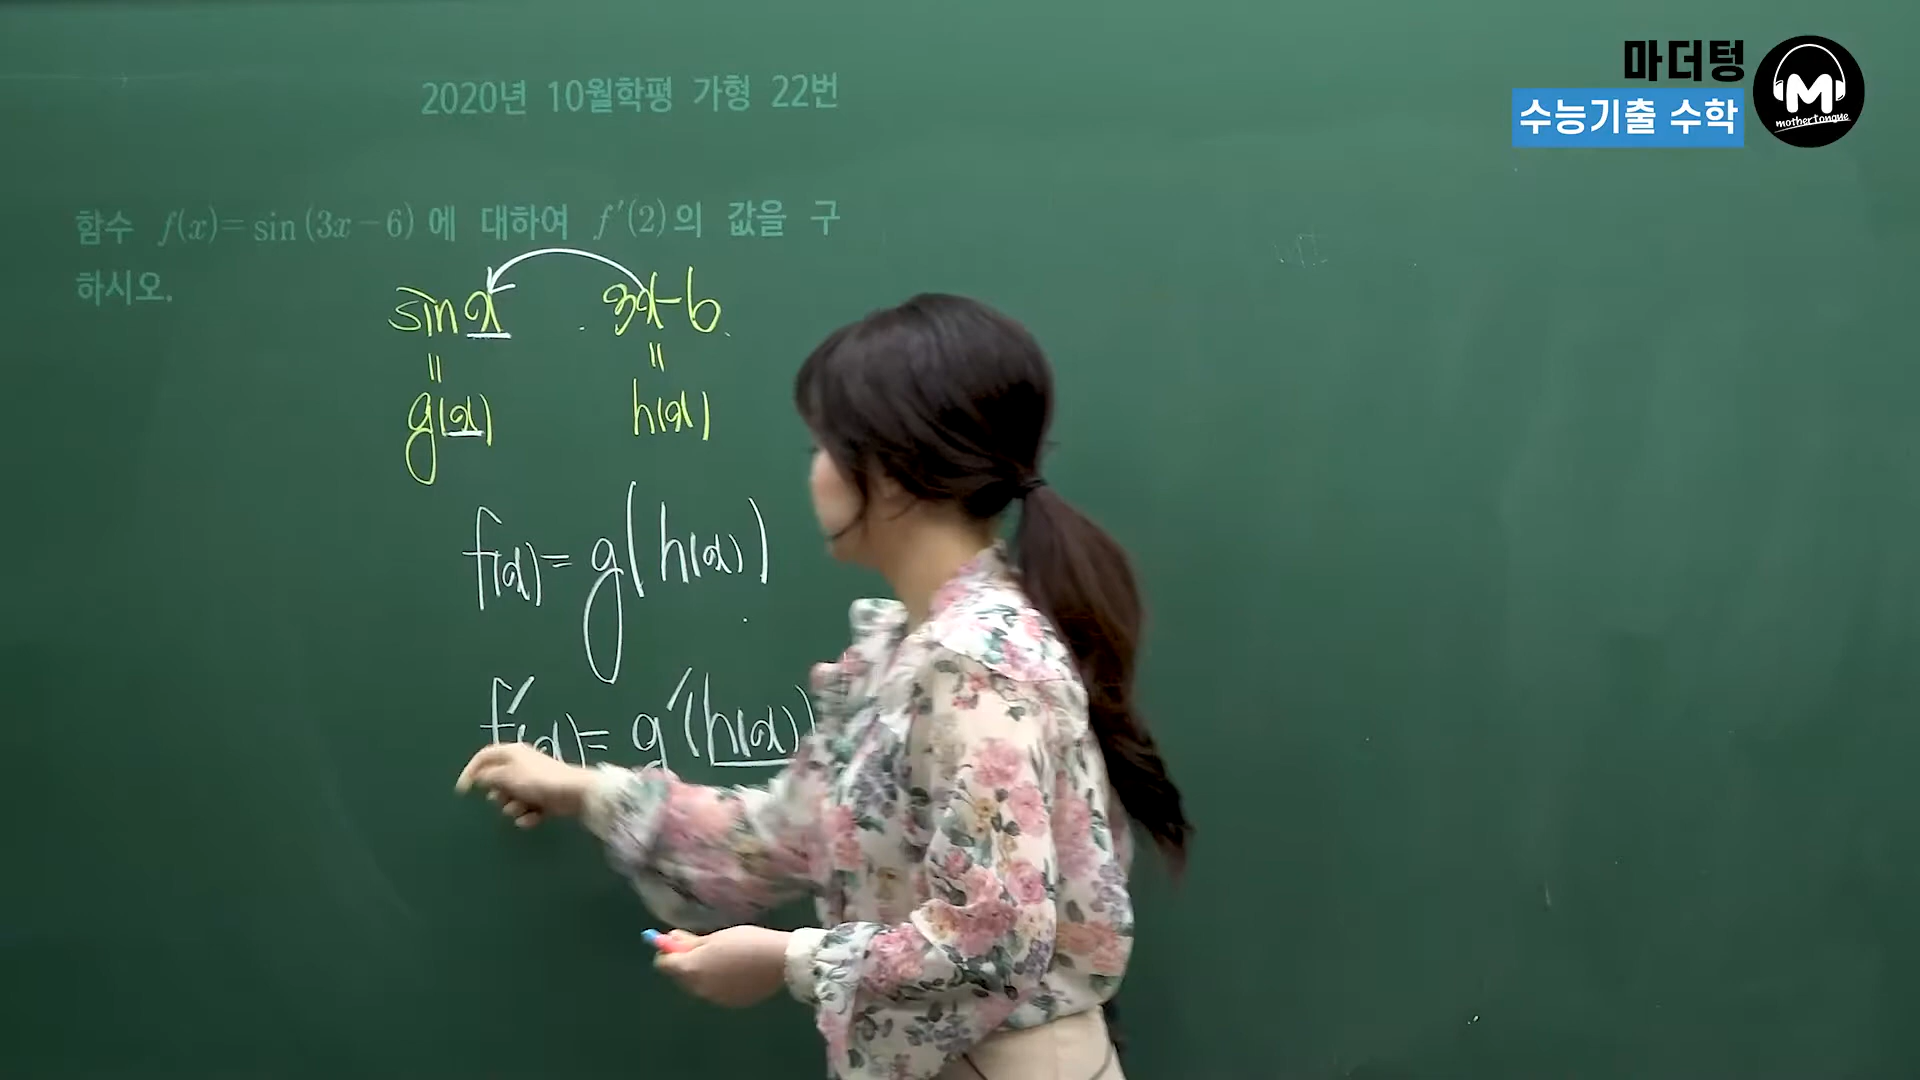 마더텅
수능기출 수학
M
mothertongue
2020년 10월학평 가형 22번
함수 f(x)=sin(3x-6)에 대하여 f'(2)의 값을 구
하시오.
sin x 3x-6
= =
g(x) h(x)
f(x)=g(h(x))
f'(x)=g'(h(x))